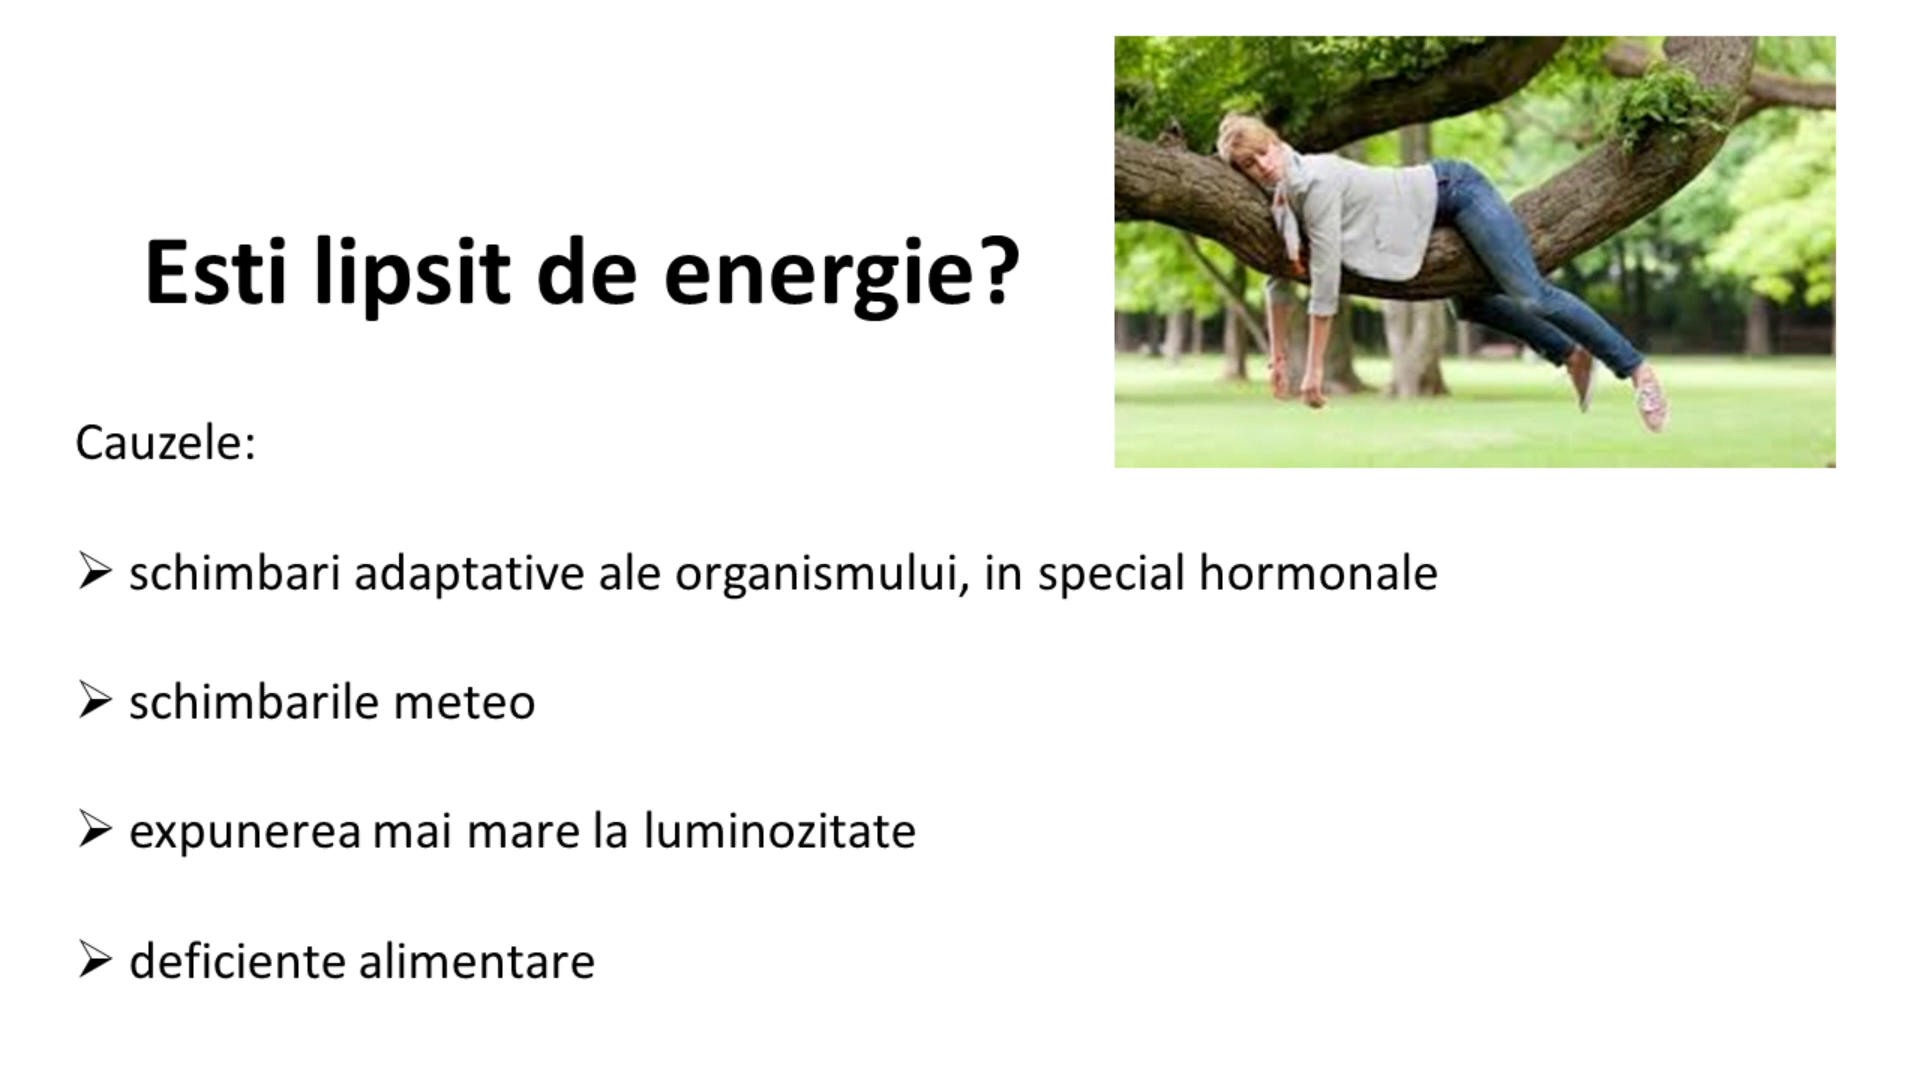 Esti lipsit de energie?
Cauzele:
➢ schimbari adaptative ale organismului, in special hormonale
➢ schimbarile meteo
➢ expunerea mai mare la luminozitate
➢ deficiente alimentare